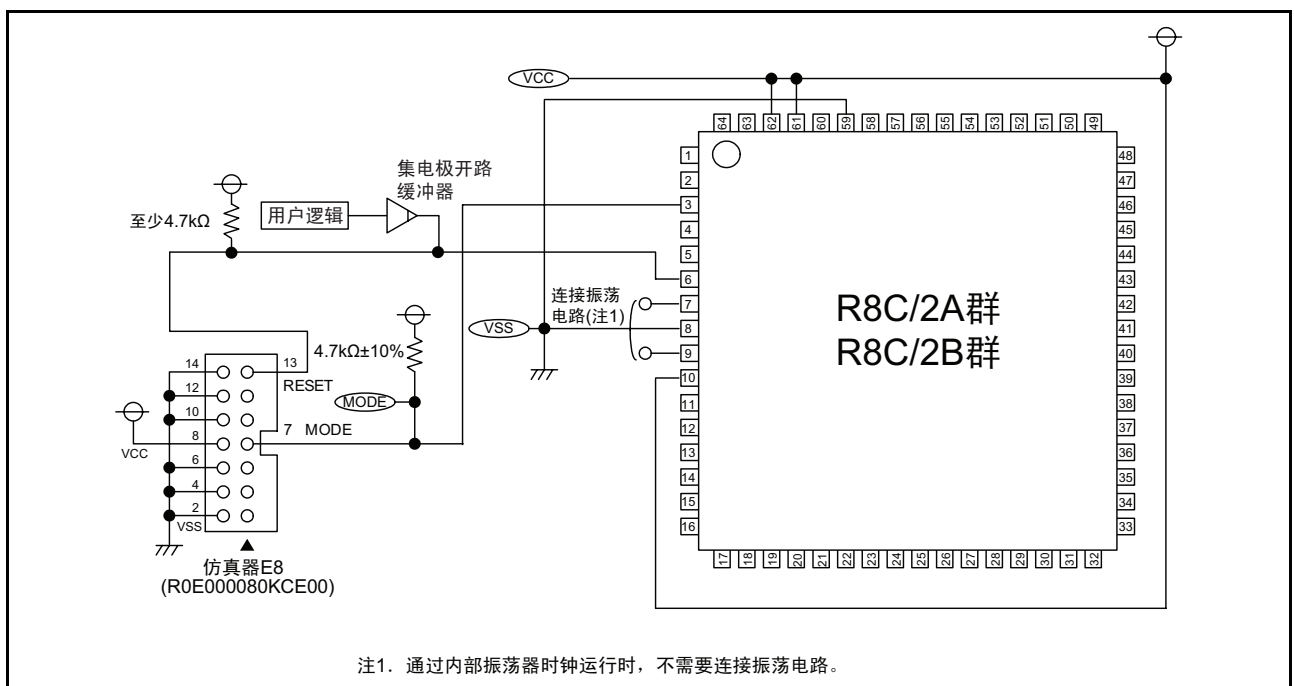 VCC
64 63 62 61 60 59 58 57 56 55 54 53 52 51 50 49
集电极开路
缓冲器
用户逻辑
至少4.7kΩ
1
2
3
4
5
6
7
8
9
10
11
12
13
14
15
16
48
47
46
45
44
43
42
41
40
39
38
37
36
35
34
33
R8C/2A群
R8C/2B群
连接振荡
电路(注1)
VSS
4.7kΩ±10%
MODE
14
13
RESET
12
10
8
7 MODE
VCC
6
4
2
VSS
仿真器E8
(R0E000080KCE00)
17 18 19 20 21 22 23 24 25 26 27 28 29 30 31 32
注1. 通过内部振荡器时钟运行时，不需要连接振荡电路。